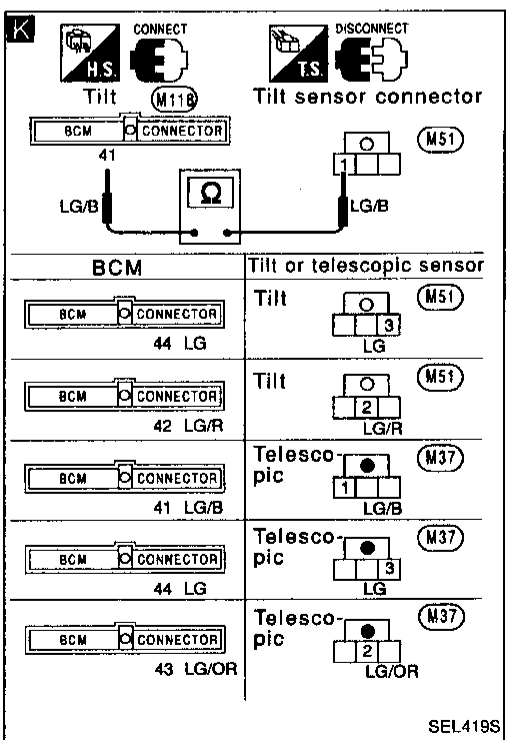 K
CONNECT
DISCONNECT
H.S.
T.S.
Tilt M118
Tilt sensor connector
BCM CONNECTOR
M51
41
1
Ω
LG/B
LG/B
BCM
Tilt or telescopic sensor
Tilt
M51
BCM CONNECTOR
3
44 LG
LG
Tilt
M51
BCM CONNECTOR
2
42 LG/R
LG/R
Telesco-
pic
M37
BCM CONNECTOR
1
41 LG/B
LG/B
Telesco-
pic
M37
BCM CONNECTOR
3
44 LG
LG
Telesco-
pic
M37
BCM CONNECTOR
2
43 LG/OR
LG/OR
SEL419S